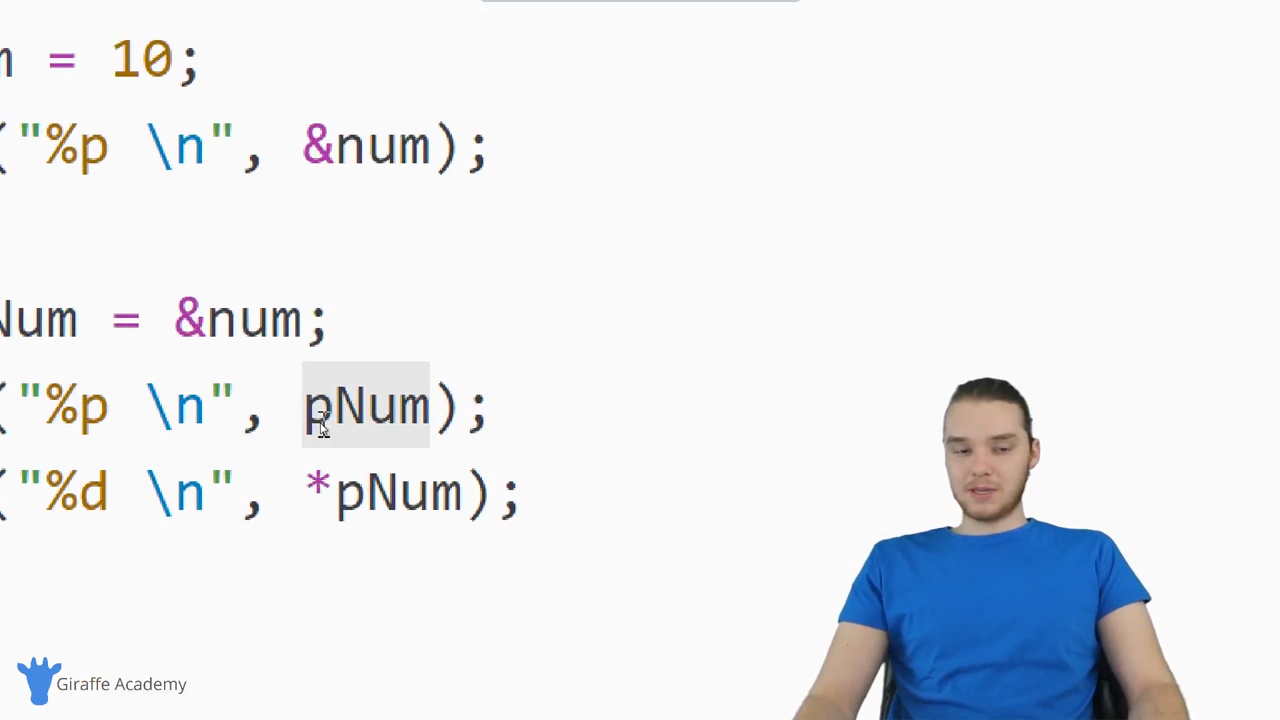 = 10;
("%p \n", &num);
Num = &num;
("%p \n", pNum);
("%d \n", *pNum);
Giraffe Academy